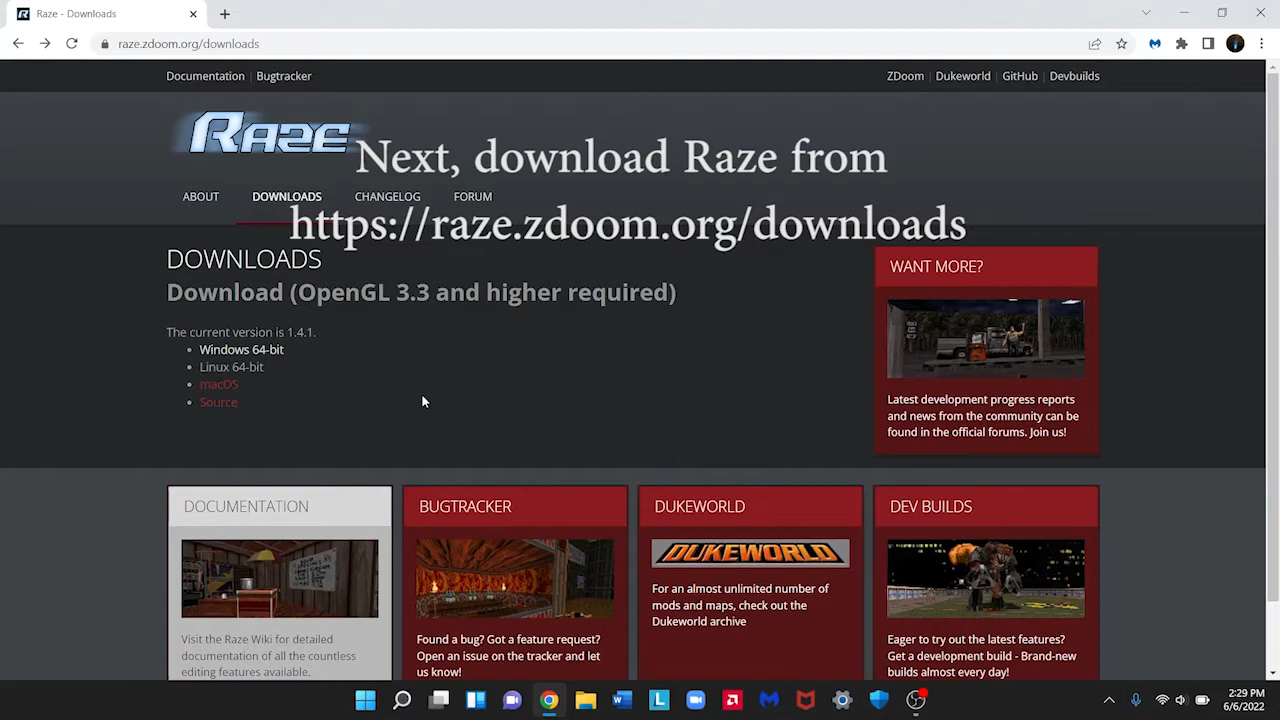 Raze - Downloads
raze.zdoom.org/downloads
Documentation | Bugtracker
ZDoom | Dukeworld | GitHub | Devbuilds
RAZE
Next, download Raze from
https://raze.zdoom.org/downloads
ABOUT
DOWNLOADS
CHANGELOG
FORUM
DOWNLOADS
Download (OpenGL 3.3 and higher required)
The current version is 1.4.1.
• Windows 64-bit
• Linux 64-bit
• macOS
• Source
WANT MORE?
Latest development progress reports
and news from the community can be
found in the official forums. Join us!
DOCUMENTATION
Visit the Raze Wiki for detailed
documentation of all the countless
editing features available.
BUGTRACKER
Found a bug? Got a feature request?
Open an issue on the tracker and let
us know!
DUKEWORLD
DUKEWORLD
For an almost unlimited number of
mods and maps, check out the
Dukeworld archive
DEV BUILDS
Eager to try out the latest features?
Get a development build - Brand-new
builds almost every day!
2:29 PM
6/6/2022